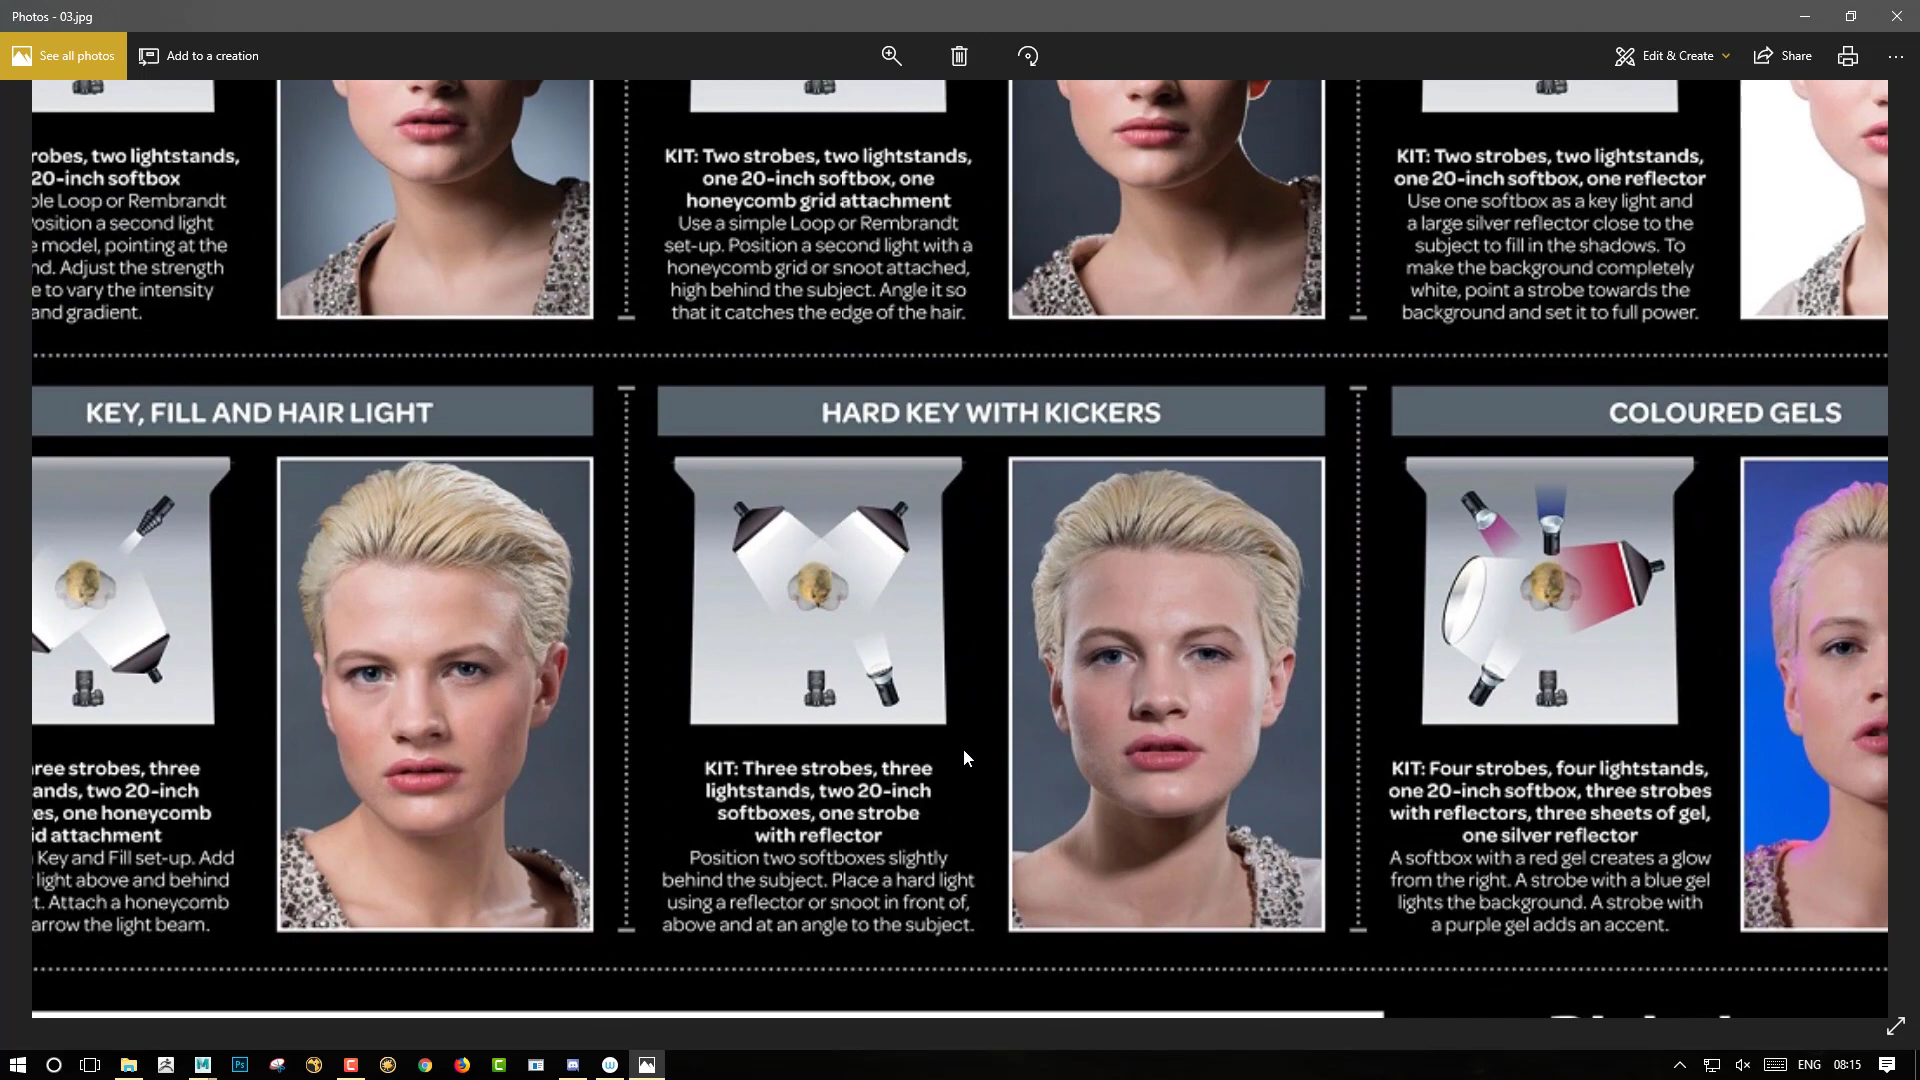 Photos - 03.jpg
See all photos
Add to a creation
Edit & Create
Share
robes, two lightstands,
20-inch softbox
ple Loop or Rembrandt
Position a second light
e model, pointing at the
nd. Adjust the strength
e to vary the intensity
and gradient.
KIT: Two strobes, two lightstands,
one 20-inch softbox, one
honeycomb grid attachment
Use a simple Loop or Rembrandt
set-up. Position a second light with a
honeycomb grid or snoot attached,
high behind the subject. Angle it so
that it catches the edge of the hair.
KIT: Two strobes, two lightstands,
one 20-inch softbox, one reflector
Use one softbox as a key light and
a large silver reflector close to the
subject to fill in the shadows. To
make the background completely
white, point a strobe towards the
background and set it to full power.
KEY, FILL AND HAIR LIGHT
hree strobes, three
ands, two 20-inch
es, one honeycomb
id attachment
Key and Fill set-up. Add
light above and behind
t. Attach a honeycomb
arrow the light beam.
HARD KEY WITH KICKERS
KIT: Three strobes, three
lightstands, two 20-inch
softboxes, one strobe
with reflector
Position two softboxes slightly
behind the subject. Place a hard light
using a reflector or snoot in front of,
above and at an angle to the subject.
COLOURED GELS
KIT: Four strobes, four lightstands,
one 20-inch softbox, three strobes
with reflectors, three sheets of gel,
one silver reflector
A softbox with a red gel creates a glow
from the right. A strobe with a blue gel
lights the background. A strobe with
a purple gel adds an accent.
ENG
08:15